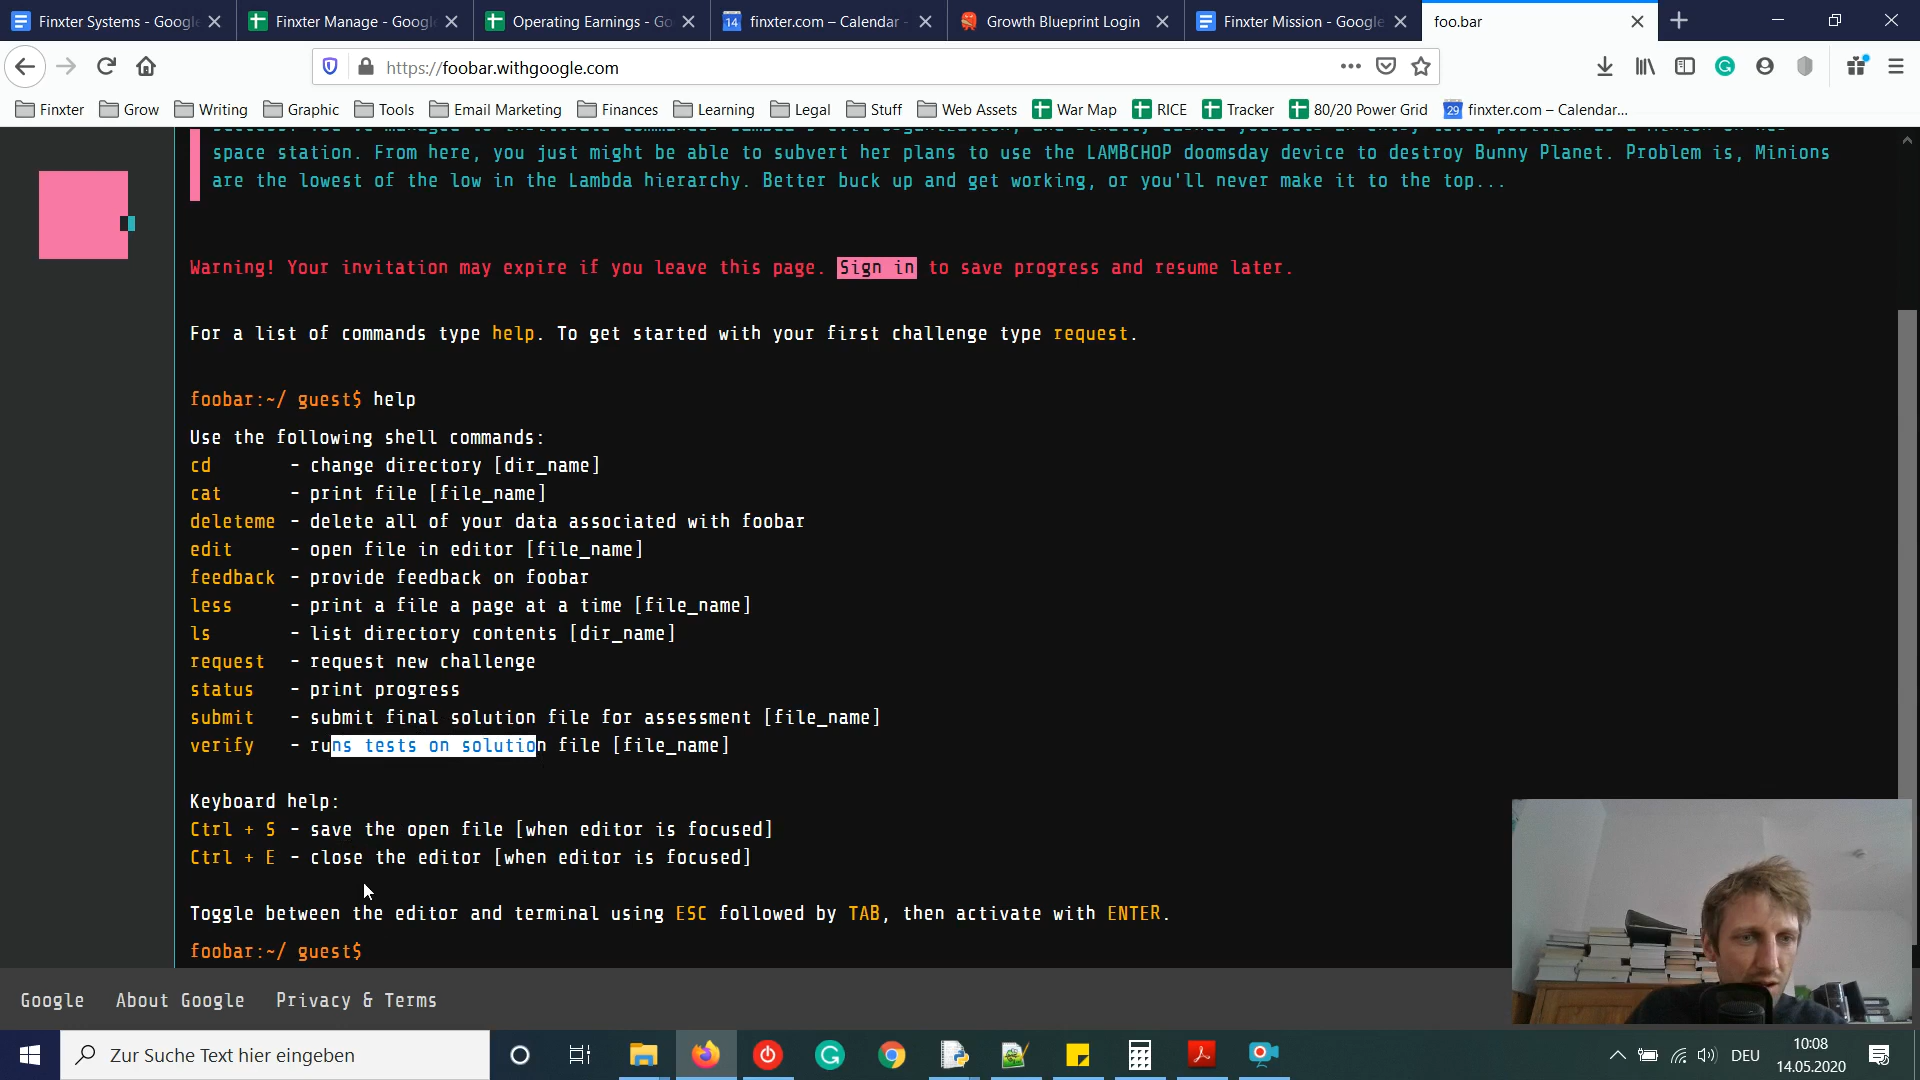 Finxter Systems - Google
Finxter Manage - Google
Operating Earnings - Go
14 finxter.com – Calendar -
Growth Blueprint Login
Finxter Mission - Google
foo.bar
https://foobar.withgoogle.com
Finxter Grow Writing Graphic Tools Email Marketing Finances Learning Legal Stuff Web Assets War Map RICE Tracker 80/20 Power Grid 29 finxter.com – Calendar...
space station. From here, you just might be able to subvert her plans to use the LAMBCHOP doomsday device to destroy Bunny Planet. Problem is, Minions
are the lowest of the low in the Lambda hierarchy. Better buck up and get working, or you'll never make it to the top...
Warning! Your invitation may expire if you leave this page. Sign in to save progress and resume later.
For a list of commands type help. To get started with your first challenge type request.
foobar:~/ guest$ help
Use the following shell commands:
cd - change directory [dir_name]
cat - print file [file_name]
deleteme - delete all of your data associated with foobar
edit - open file in editor [file_name]
feedback - provide feedback on foobar
less - print a file a page at a time [file_name]
ls - list directory contents [dir_name]
request - request new challenge
status - print progress
submit - submit final solution file for assessment [file_name]
verify - runs tests on solution file [file_name]
Keyboard help:
Ctrl + S - save the open file [when editor is focused]
Ctrl + E - close the editor [when editor is focused]
Toggle between the editor and terminal using ESC followed by TAB, then activate with ENTER.
foobar:~/ guest$
Google About Google Privacy & Terms
Zur Suche Text hier eingeben
DEU
10:08
14.05.2020